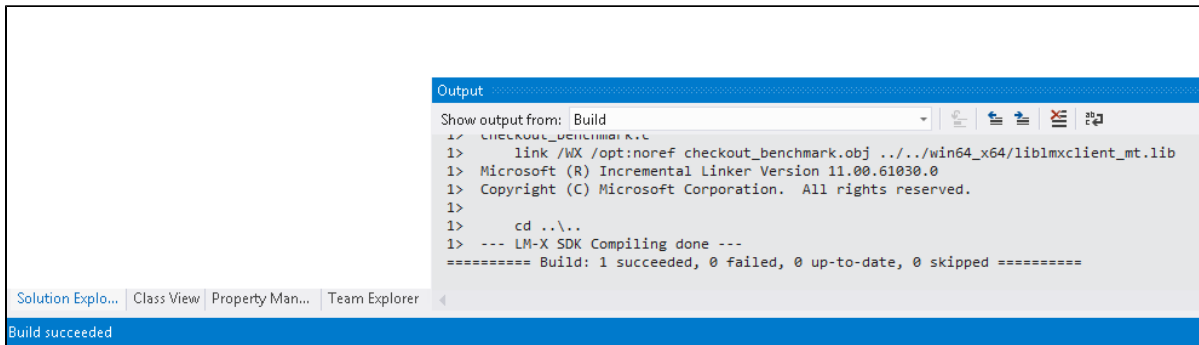 Output
Show output from: Build
1> checkout_benchmark.c
1> link /WX /opt:noref checkout_benchmark.obj ../../win64_x64/liblmxclient_mt.lib
1> Microsoft (R) Incremental Linker Version 11.00.61030.0
1> Copyright (C) Microsoft Corporation. All rights reserved.
1>
1> cd ..\..
1> --- LM-X SDK Compiling done ---
========== Build: 1 succeeded, 0 failed, 0 up-to-date, 0 skipped ==========
Solution Explo... Class View Property Man... Team Explorer
Build succeeded